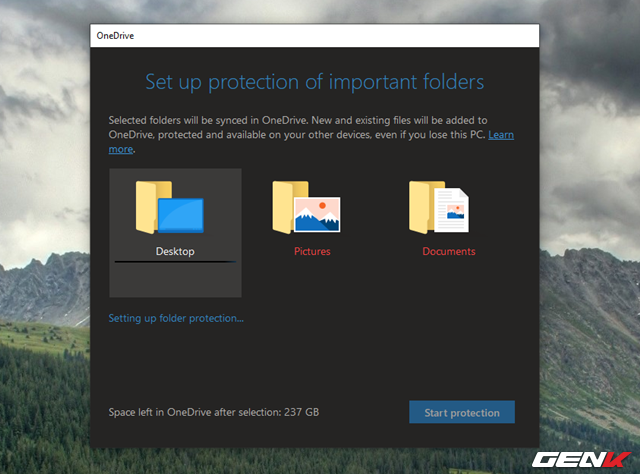 OneDrive
Set up protection of important folders
Selected folders will be synced in OneDrive. New and existing files will be added to
OneDrive, protected and available on your other devices, even if you lose this PC. Learn
more.
Desktop
Pictures
Documents
Setting up folder protection...
Space left in OneDrive after selection: 237 GB
Start protection
GENK